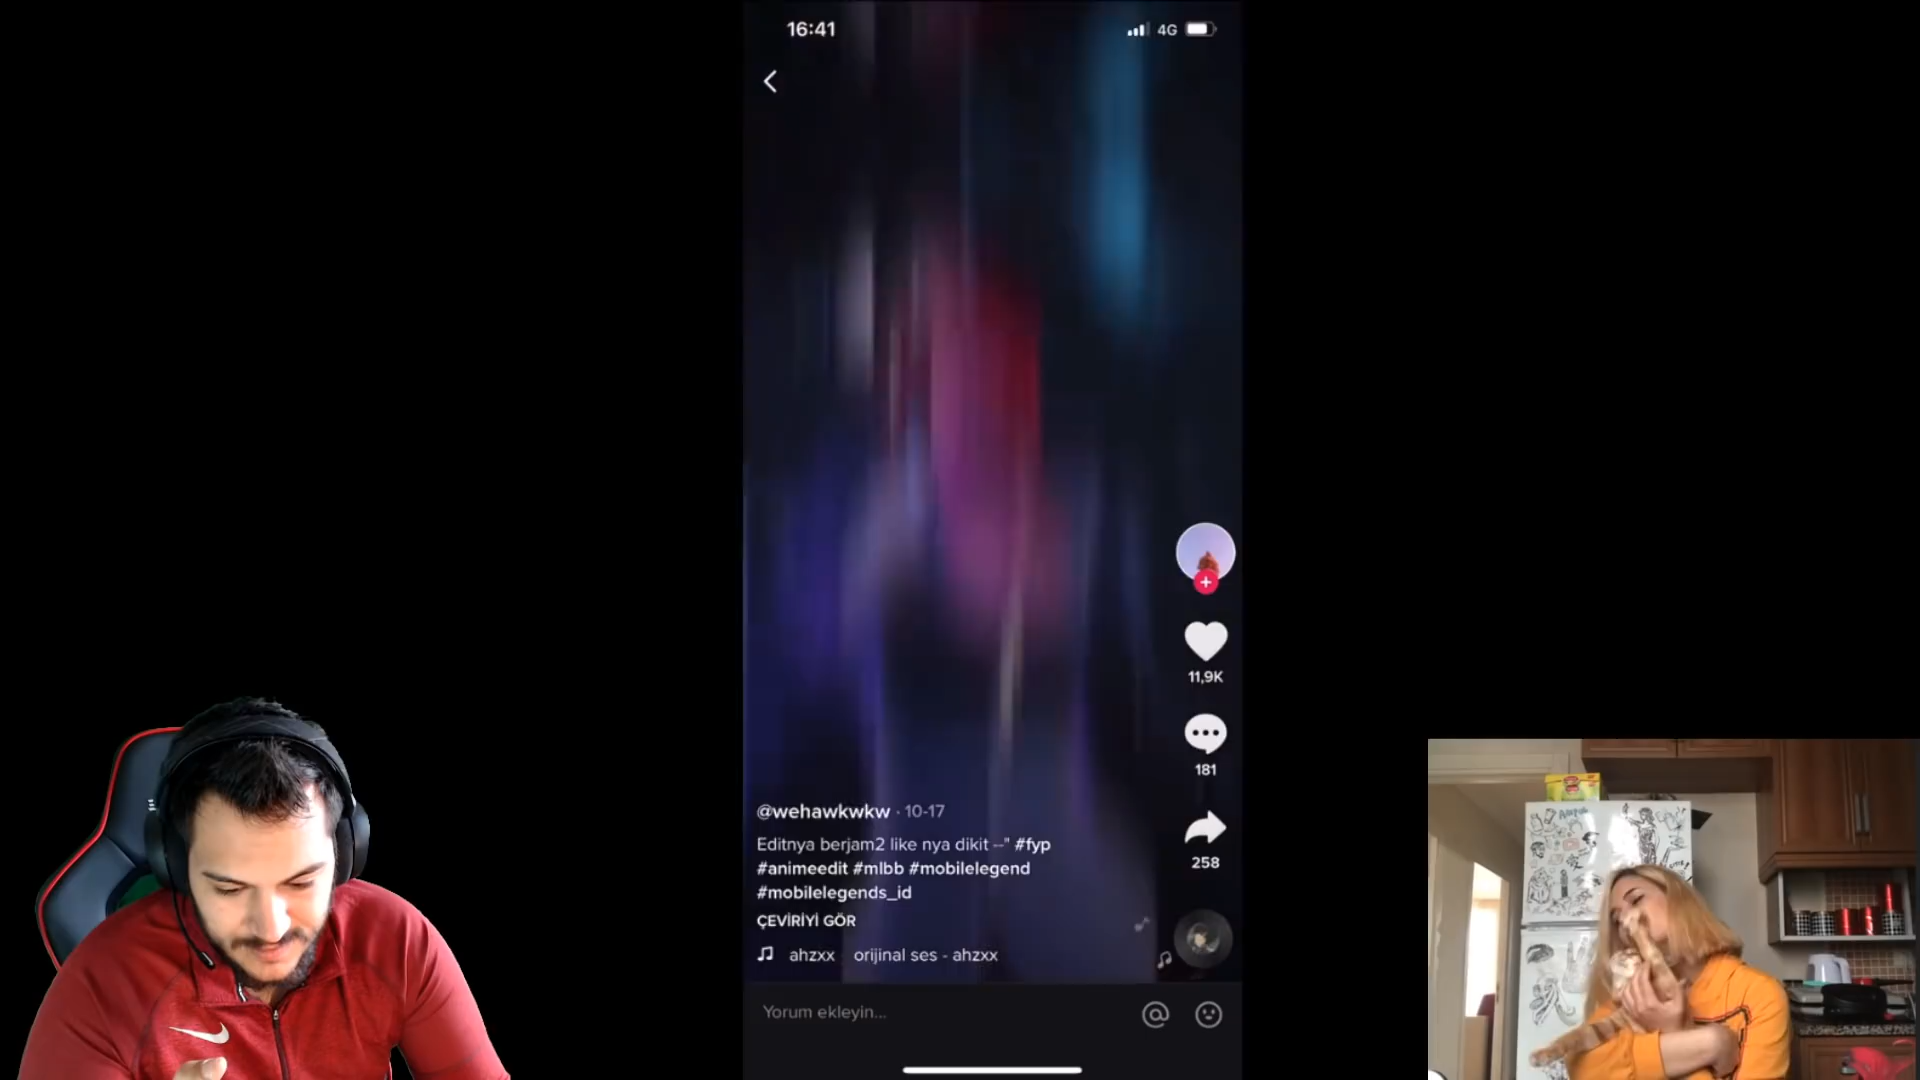 16:41
4G
11,9K
181
258
@wehawkwkw · 10-17
Editnya berjam2 like nya dikit --" #fyp
#animeedit #mlbb #mobilelegend
#mobilelegends_id
ÇEVİRİYİ GÖR
ahzxx orijinal ses - ahzxx
Yorum ekleyin...